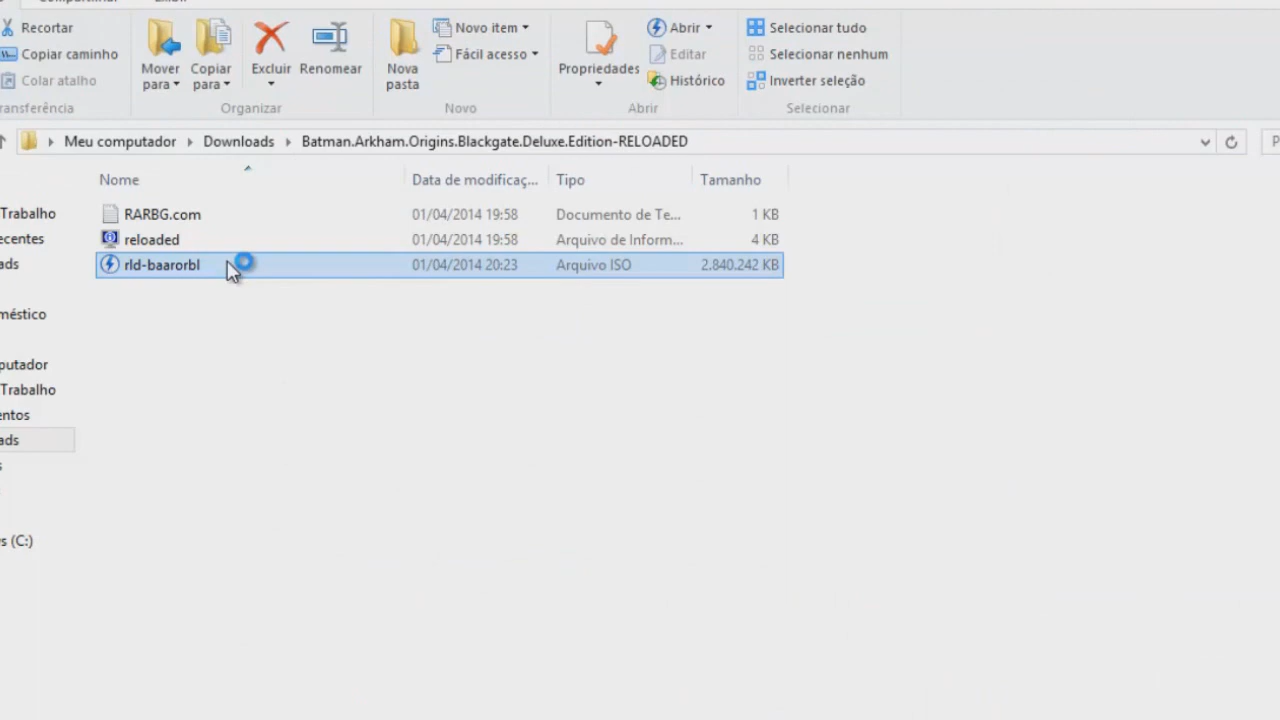 Recortar
Copiar caminho
Colar atalho
Mover para
Copiar para
Excluir
Renomear
Nova pasta
Novo item
Fácil acesso
Propriedades
Abrir
Editar
Histórico
Selecionar tudo
Selecionar nenhum
Inverter seleção
ransferência
Organizar
Novo
Abrir
Selecionar
Meu computador
Downloads
Batman.Arkham.Origins.Blackgate.Deluxe.Edition-RELOADED
P
Nome
Data de modificaç...
Tipo
Tamanho
RARBG.com 01/04/2014 19:58 Documento de Te... 1 KB
reloaded 01/04/2014 19:58 Arquivo de Inform... 4 KB
rld-baarorbl 01/04/2014 20:23 Arquivo ISO 2.840.242 KB
Trabalho
ecentes
ads
méstico
putador
Trabalho
entos
ads
s
s (C:)